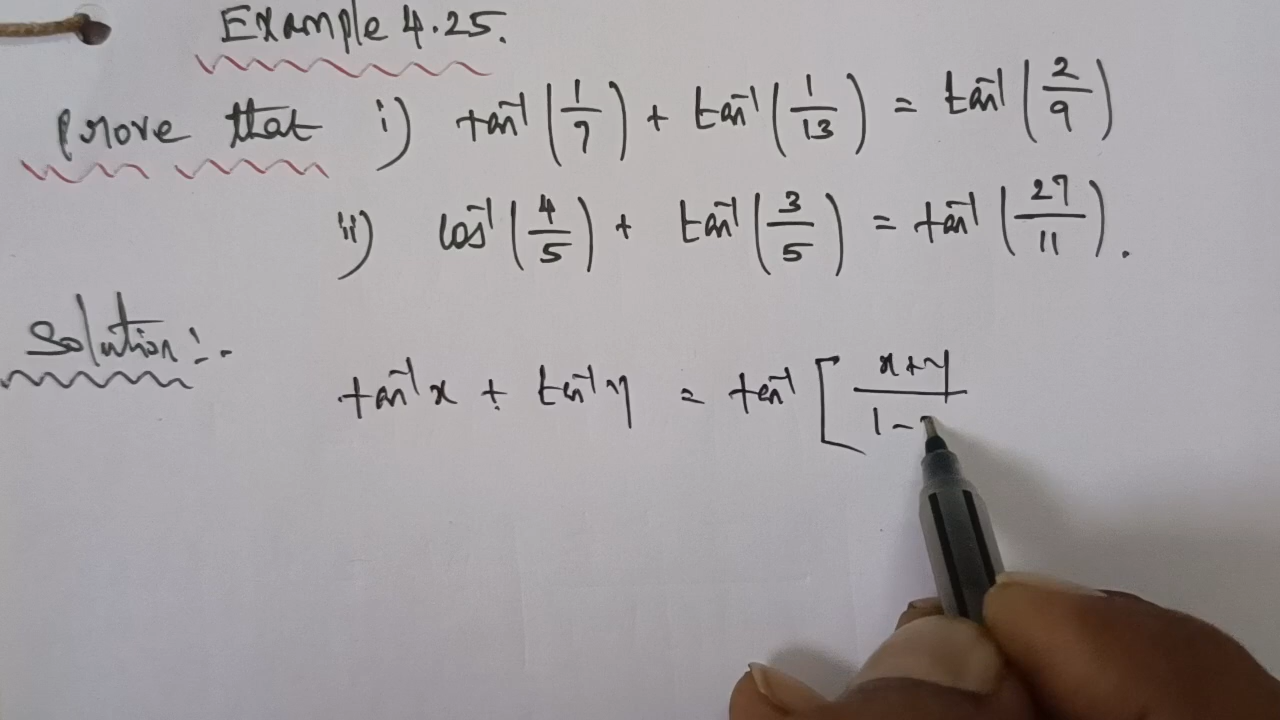 Example 4.25.
Prove that i) tan⁻¹(1/7) + tan⁻¹(1/13) = tan⁻¹(2/9)
ii) cos⁻¹(4/5) + tan⁻¹(3/5) = tan⁻¹(27/11).
Solution:-
tan⁻¹x + tan⁻¹y = tan⁻¹[x+y/1-